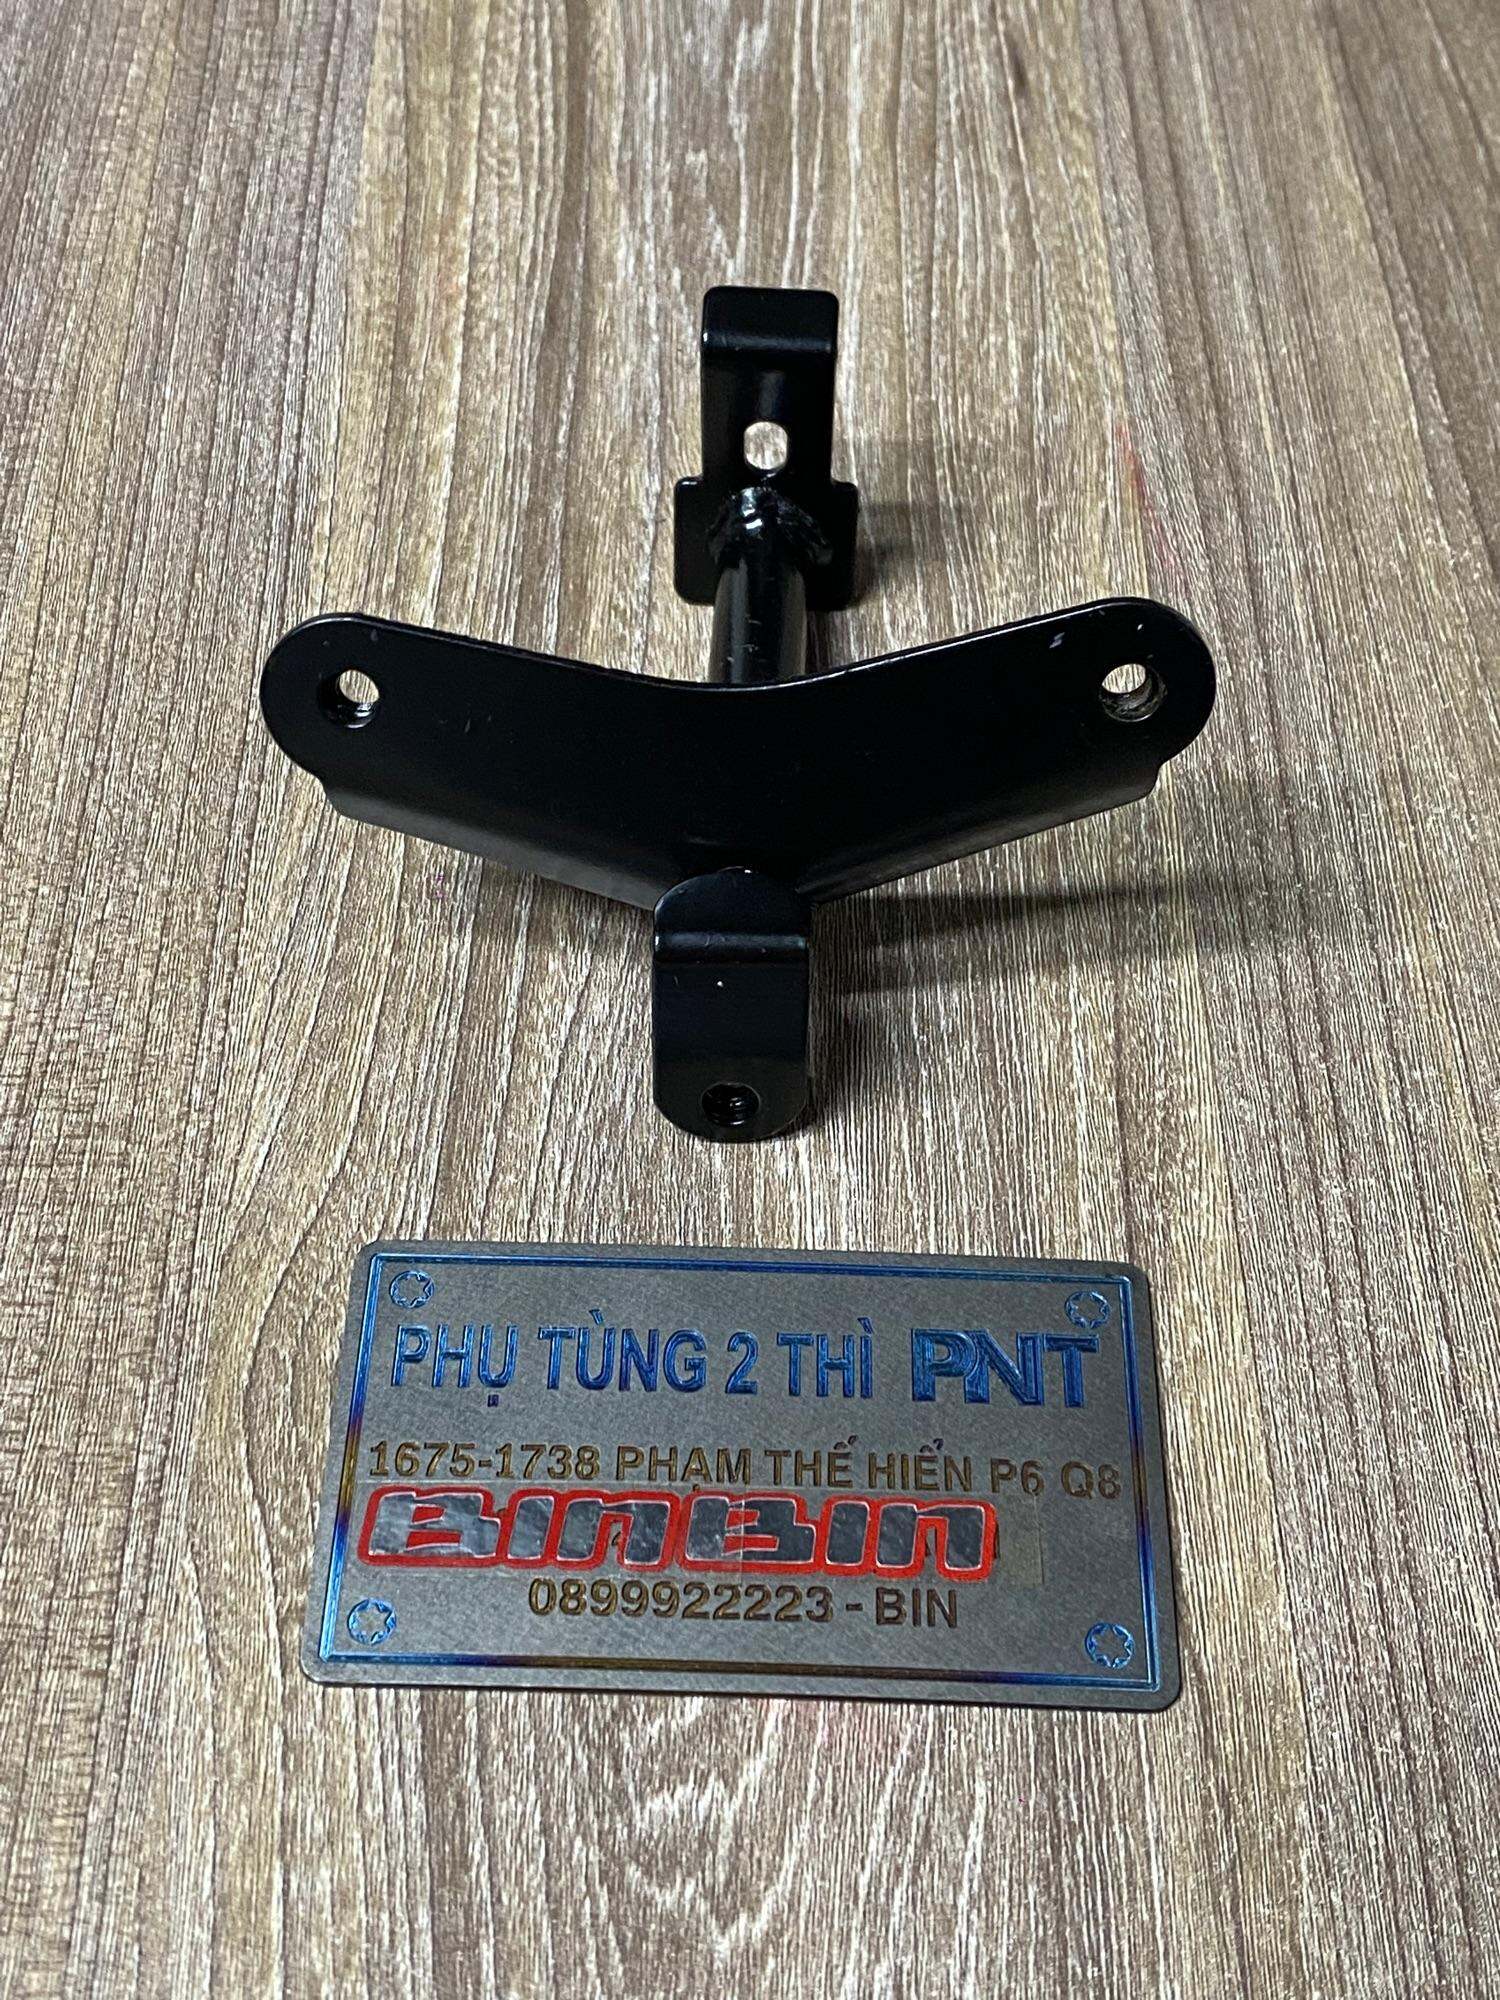 PHỤ TÙNG 2 THÌ PNT
1675-1738 PHẠM THẾ HIỂN P6 Q8
BINBIN
0899922223 - BIN